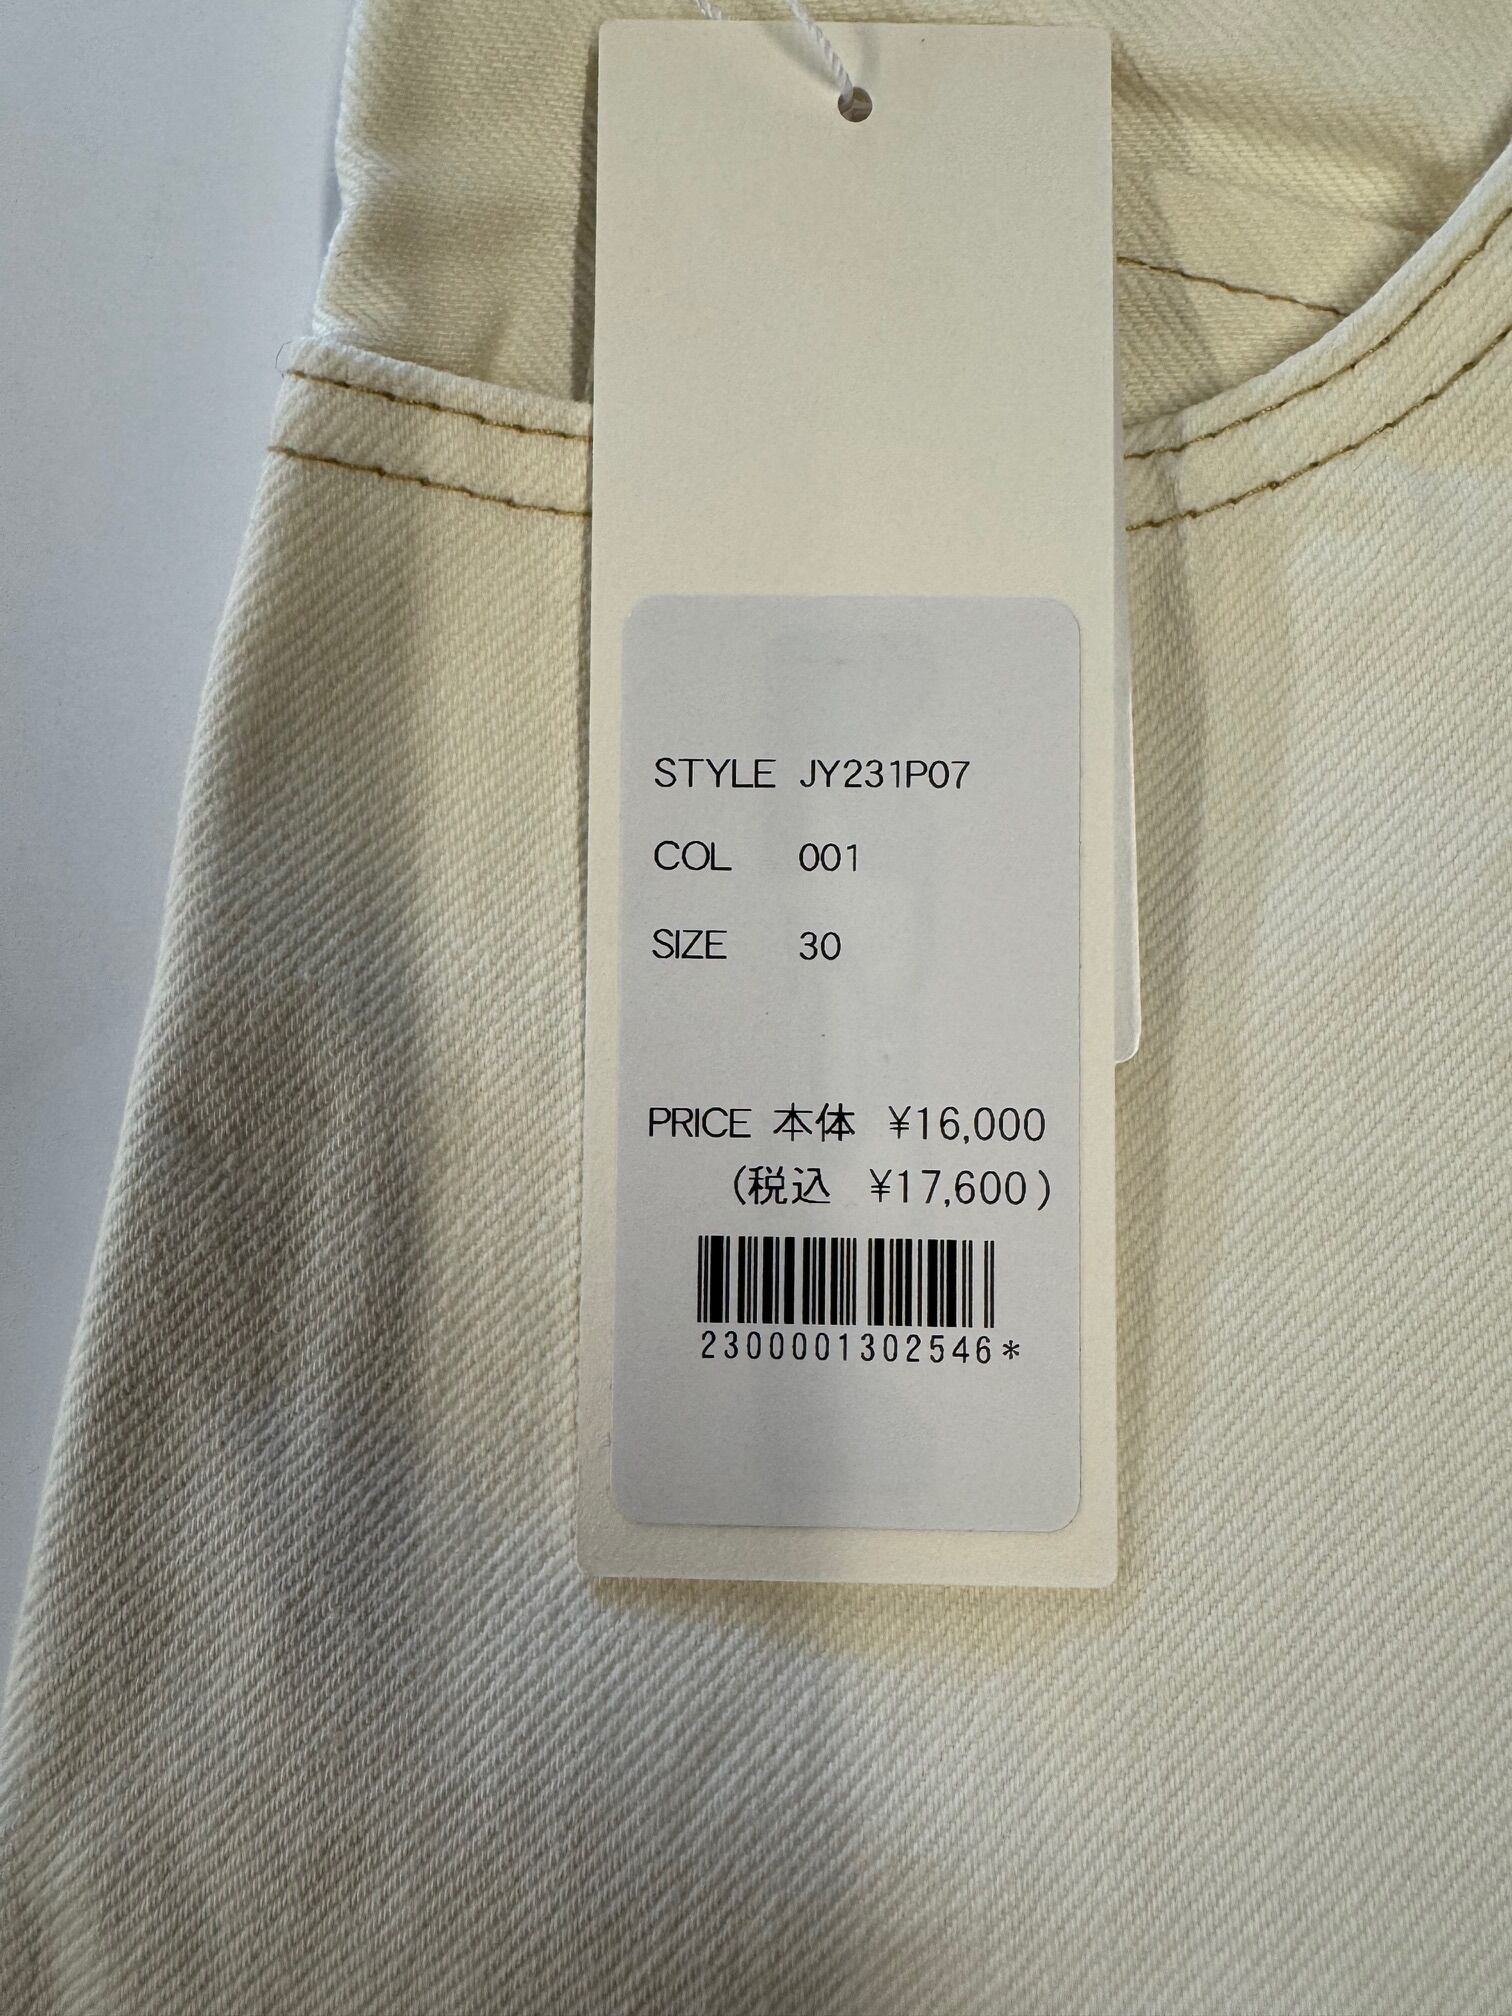 STYLE JY231P07
COL 001
SIZE 30
PRICE 本体 ¥16,000
(税込 ¥17,600)
2300001302546*